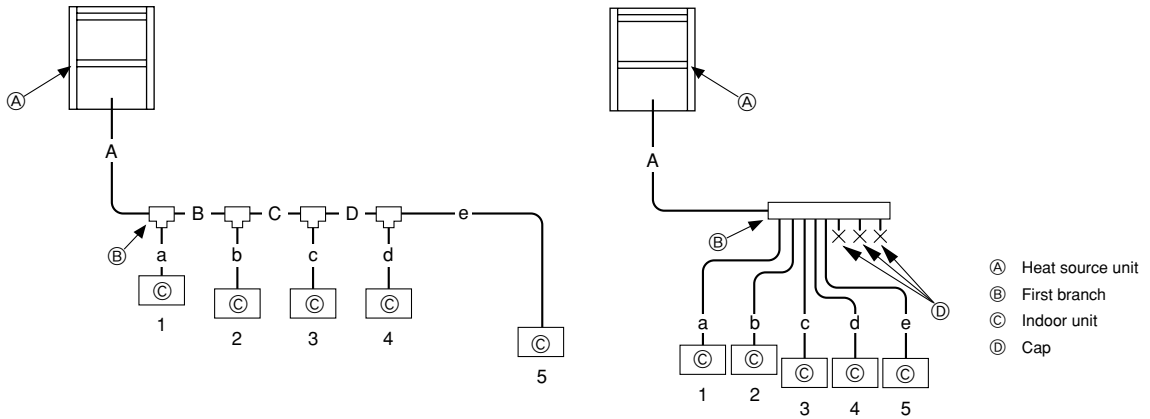 Ⓐ
A
B C D e
Ⓑ a b c d
Ⓒ Ⓒ Ⓒ Ⓒ
1 2 3 4
Ⓒ
5
Ⓐ
A
Ⓑ
Ⓓ
a b c d e
Ⓒ Ⓒ Ⓒ Ⓒ Ⓒ
1 2 3 4 5
Ⓐ Heat source unit
Ⓑ First branch
Ⓒ Indoor unit
Ⓓ Cap